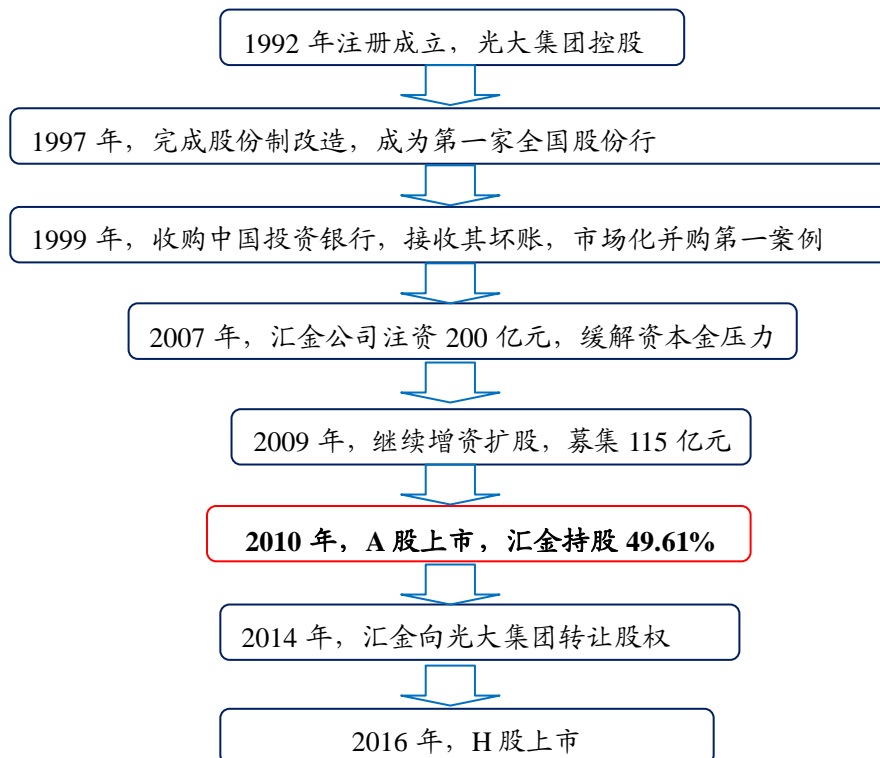 1992 年注册成立，光大集团控股
1997 年，完成股份制改造，成为第一家全国股份行
1999 年，收购中国投资银行，接收其坏账，市场化并购第一案例
2007 年，汇金公司注资 200 亿元，缓解资本金压力
2009 年，继续增资扩股，募集 115 亿元
2010 年，A 股上市，汇金持股 49.61%
2014 年，汇金向光大集团转让股权
2016 年，H 股上市